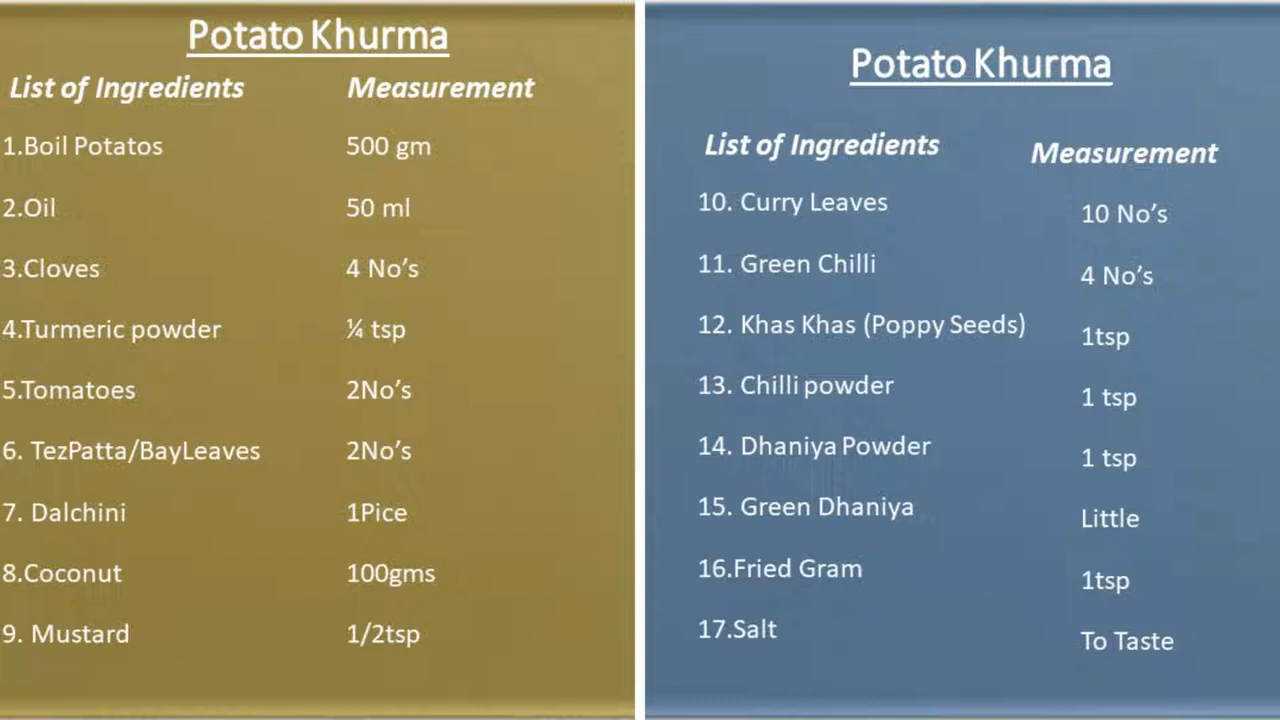 Potato Khurma
List of Ingredients Measurement
1.Boil Potatos 500 gm
2.Oil 50 ml
3.Cloves 4 No’s
4.Turmeric powder ¼ tsp
5.Tomatoes 2No’s
6. TezPatta/BayLeaves 2No’s
7. Dalchini 1Pice
8.Coconut 100gms
9. Mustard 1/2tsp
Potato Khurma
List of Ingredients Measurement
10. Curry Leaves 10 No’s
11. Green Chilli 4 No’s
12. Khas Khas (Poppy Seeds) 1tsp
13. Chilli powder 1 tsp
14. Dhaniya Powder 1 tsp
15. Green Dhaniya Little
16.Fried Gram 1tsp
17.Salt To Taste